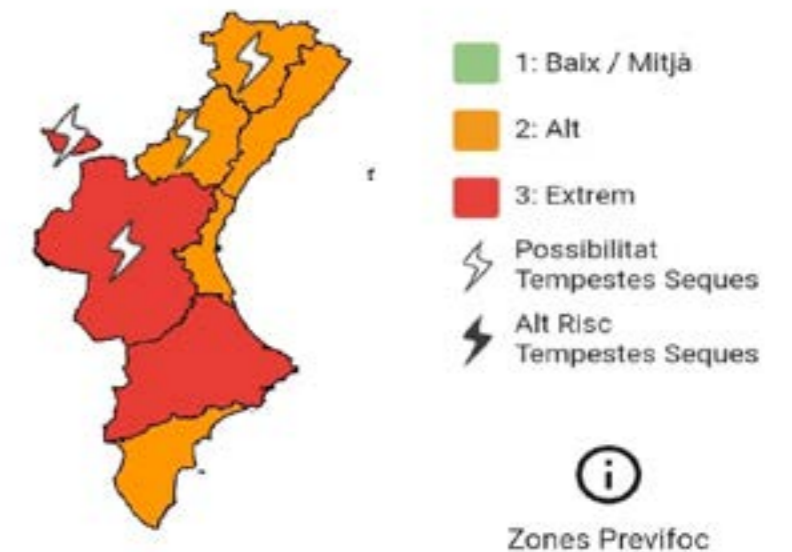 1: Baix / Mitjà
2: Alt
3: Extrem
Possibilitat
Tempestes Seques
Alt Risc
Tempestes Seques
i
Zones Previfoc